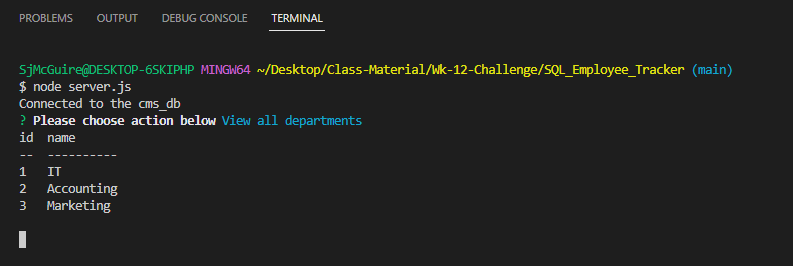 PROBLEMS OUTPUT DEBUG CONSOLE TERMINAL
SjMcGuire@DESKTOP-6SKIPHP MINGW64 ~/Desktop/Class-Material/Wk-12-Challenge/SQL_Employee_Tracker (main)
$ node server.js
Connected to the cms_db
? Please choose action below View all departments
id  name
--  ----------
1   IT
2   Accounting
3   Marketing